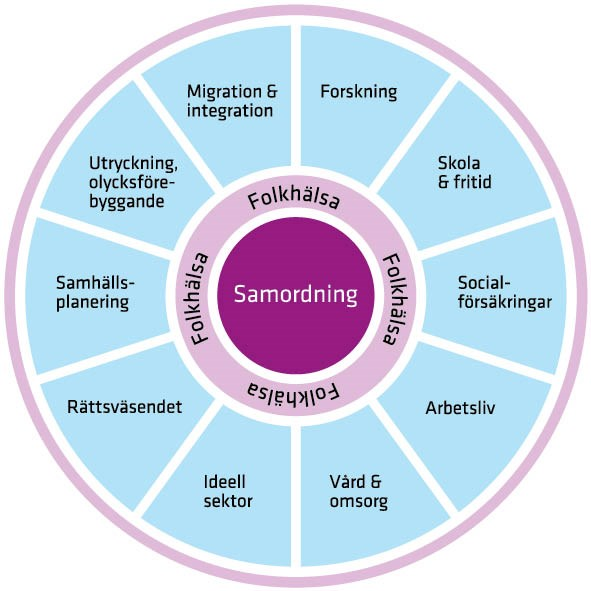 Migration &
integration
Forskning
Skola
& fritid
Social-
försäkringar
Arbetsliv
Vård &
omsorg
Ideell
sektor
Rättsväsendet
Samhälls-
planering
Utryckning,
olycksföre-
byggande
Folkhälsa
Folkhälsa
Folkhälsa
Folkhälsa
Samordning